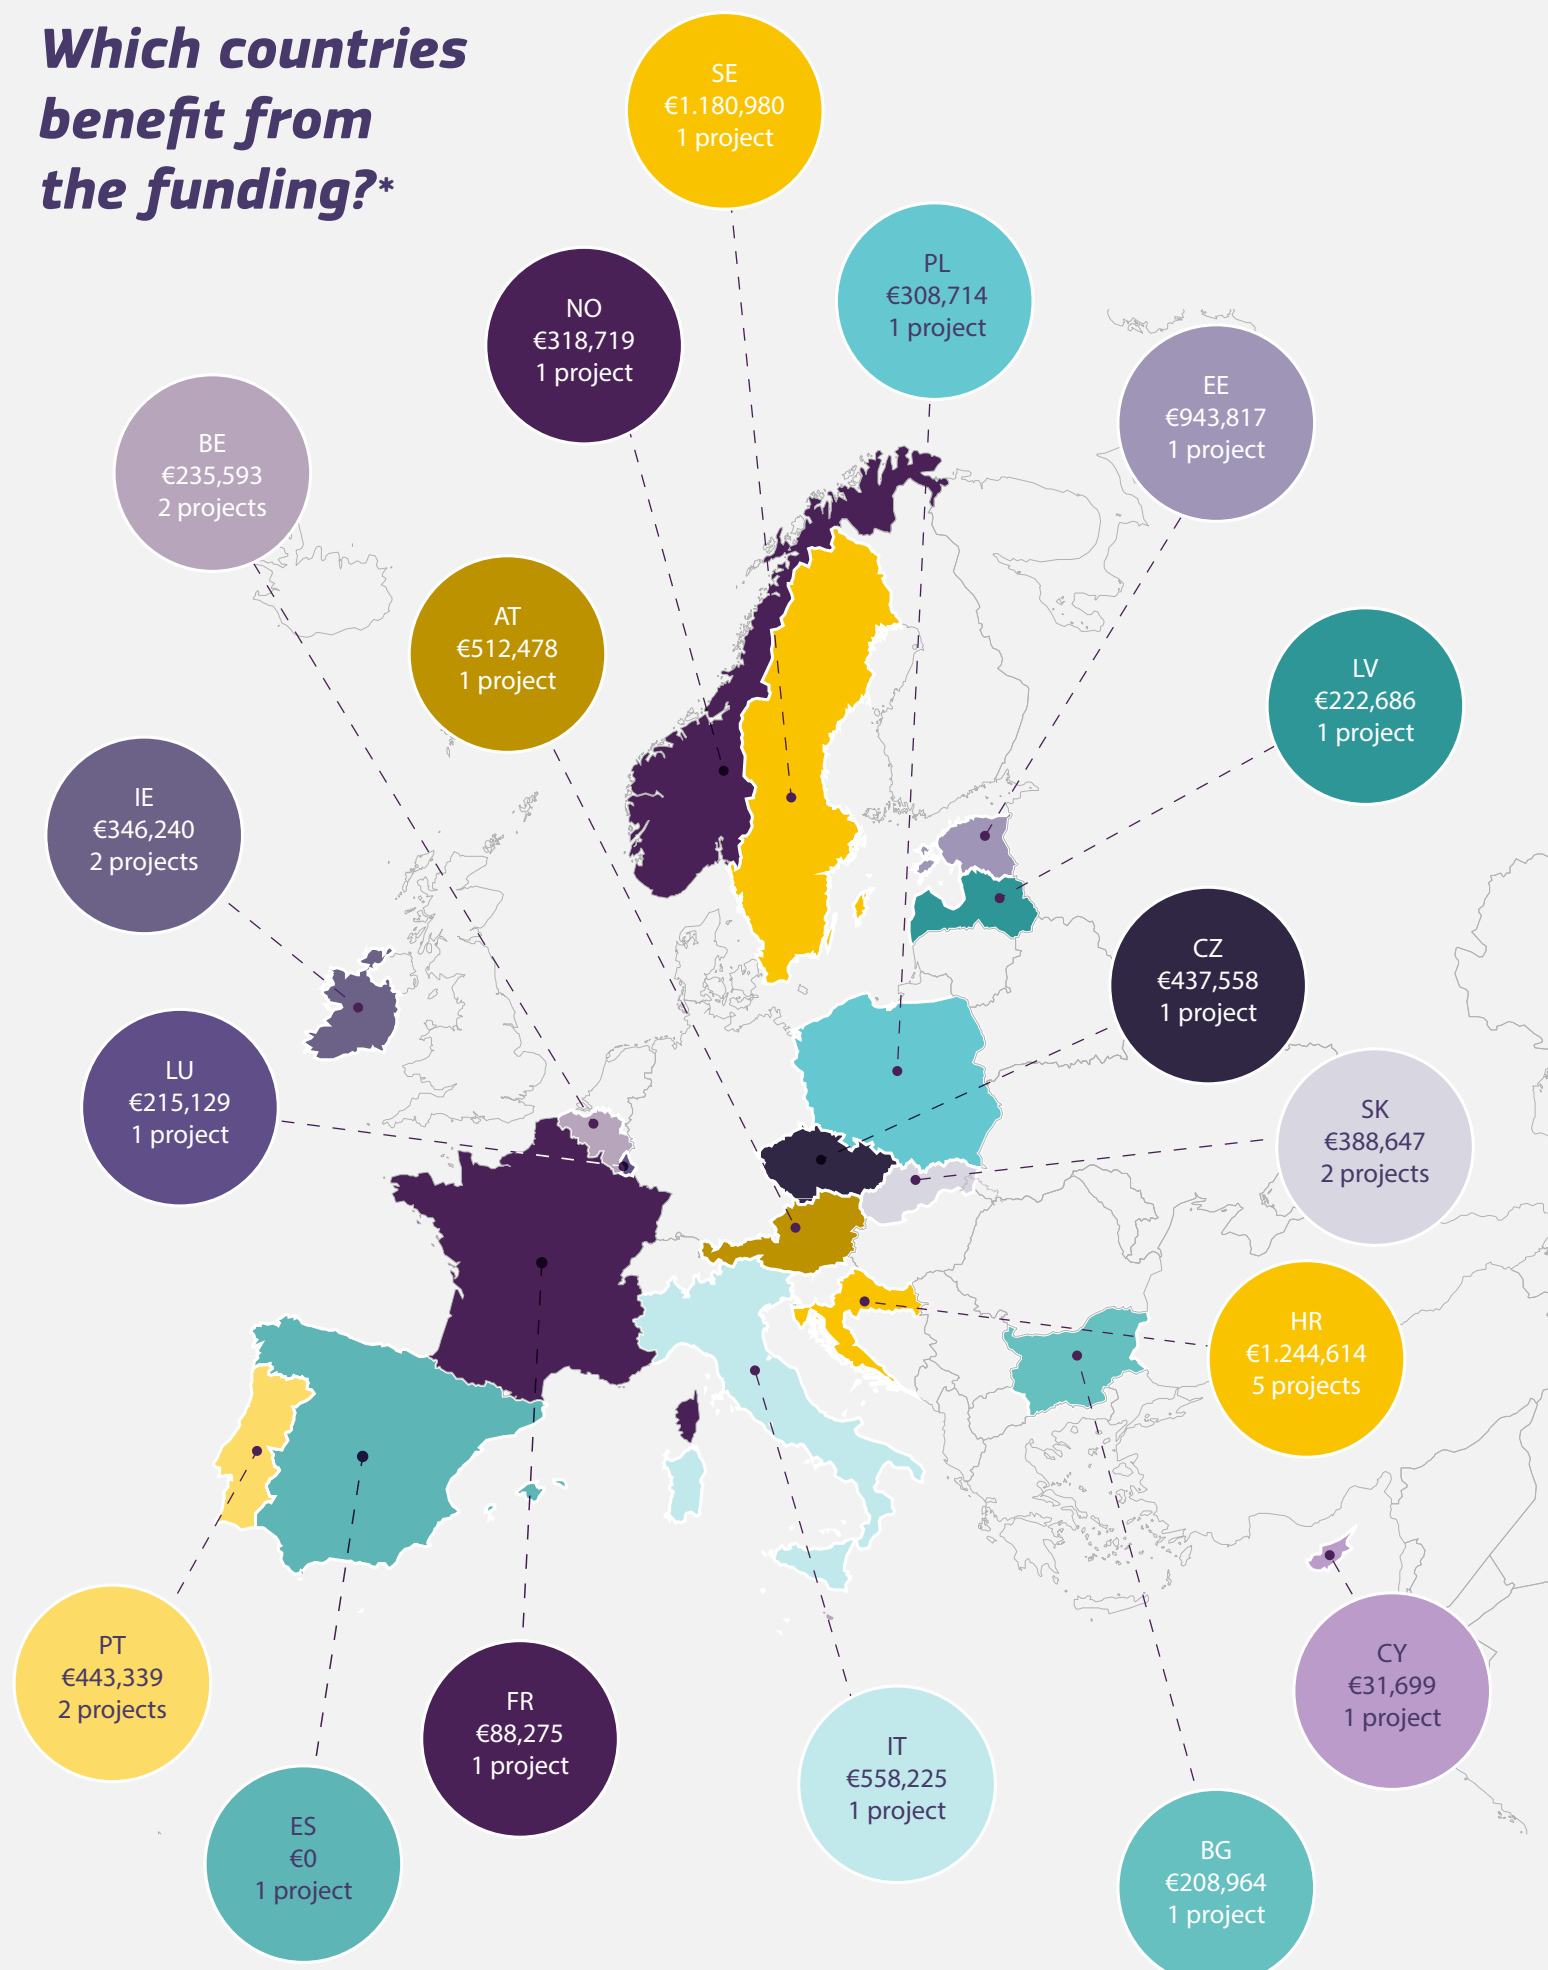 Which countries
benefit from
the funding?*
SE
€1.180,980
1 project
PL
€308,714
1 project
NO
€318,719
1 project
EE
€943,817
1 project
BE
€235,593
2 projects
AT
€512,478
1 project
LV
€222,686
1 project
IE
€346,240
2 projects
CZ
€437,558
1 project
LU
€215,129
1 project
SK
€388,647
2 projects
HR
€1.244,614
5 projects
PT
€443,339
2 projects
CY
€31,699
1 project
FR
€88,275
1 project
IT
€558,225
1 project
ES
€0
1 project
BG
€208,964
1 project